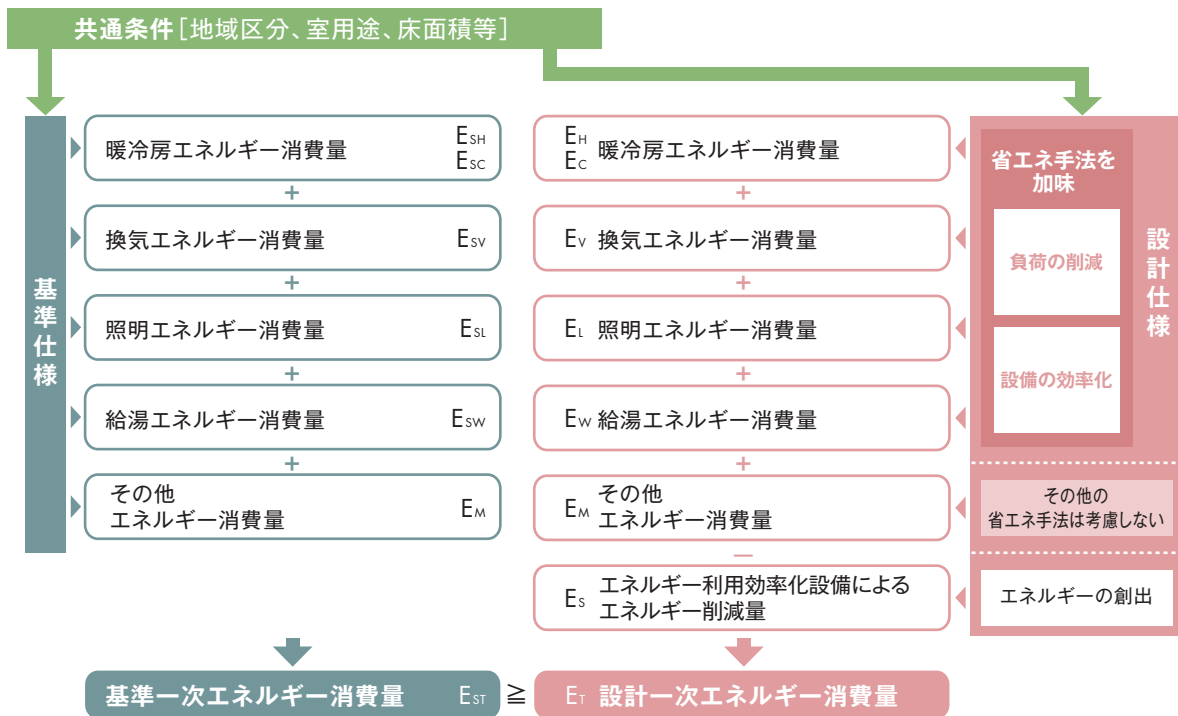 共通条件［地域区分、室用途、床面積等］
基準仕様
暖冷房エネルギー消費量 ESH
ESC
+
換気エネルギー消費量 ESV
+
照明エネルギー消費量 ESL
+
給湯エネルギー消費量 ESW
+
その他
エネルギー消費量 EM
基準一次エネルギー消費量 EST
≧
EH
EC 暖冷房エネルギー消費量
+
EV 換気エネルギー消費量
+
EL 照明エネルギー消費量
+
EW 給湯エネルギー消費量
+
EM その他
エネルギー消費量
−
ES エネルギー利用効率化設備による
エネルギー削減量
ET 設計一次エネルギー消費量
設計仕様
省エネ手法を
加味
負荷の削減
設備の効率化
その他の
省エネ手法は考慮しない
エネルギーの創出